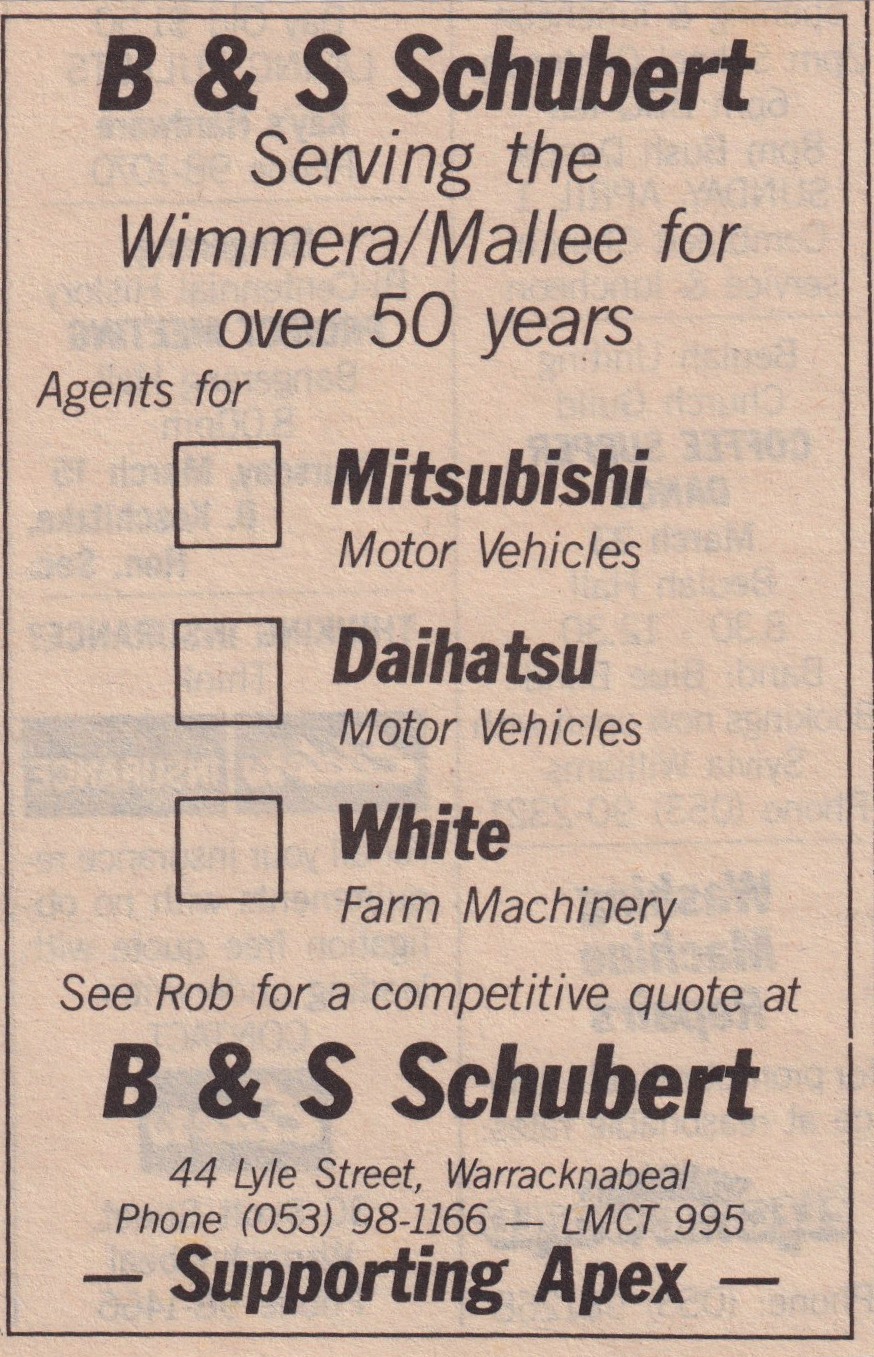 B & S Schubert
Serving the
Wimmera/Mallee for
over 50 years
Agents for
Mitsubishi
Motor Vehicles
Daihatsu
Motor Vehicles
White
Farm Machinery
See Rob for a competitive quote at
B & S Schubert
44 Lyle Street, Warracknabeal
Phone (053) 98-1166 — LMCT 995
— Supporting Apex —